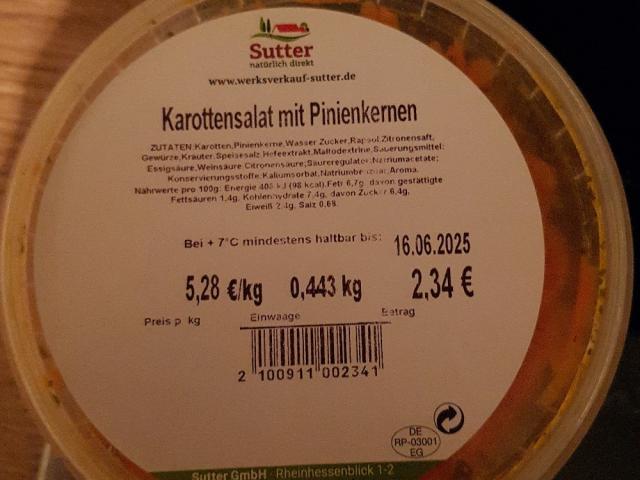 Sutter
natürlich direkt
www.werksverkauf-sutter.de
Karottensalat mit Pinienkernen
ZUTATEN:Karotten,Pinienkerne,Wasser,Zucker,Rapsöl,Zitronensaft,
Gewürze,Kräuter,Speisesalz,Hefeextrakt,Maltodextrine,Säuerungsmittel:
Essigsäure,Weinsäure,Citronensäure;Säureregulator:Natriumacetate;
Konservierungsstoffe:Kaliumsorbat,Natriumbenzoat;Aroma.
Nährwerte pro 100g: Energie kJ (98 kcal),Fett 6,7g, davon gesättigte
Fettsäuren 1,4g, Kohlenhydrate 7,4g, davon Zucker 6,4g,
Eiweiß Salz
Bei + 7°C mindestens haltbar bis: 16.06.2025
5,28 €/kg 0,443 kg 2,34 €
Preis p. kg Einwaage Betrag
2 100911 002341
DE
RP-03001
EG
Sutter GmbH · Rheinhessenblick 1-2